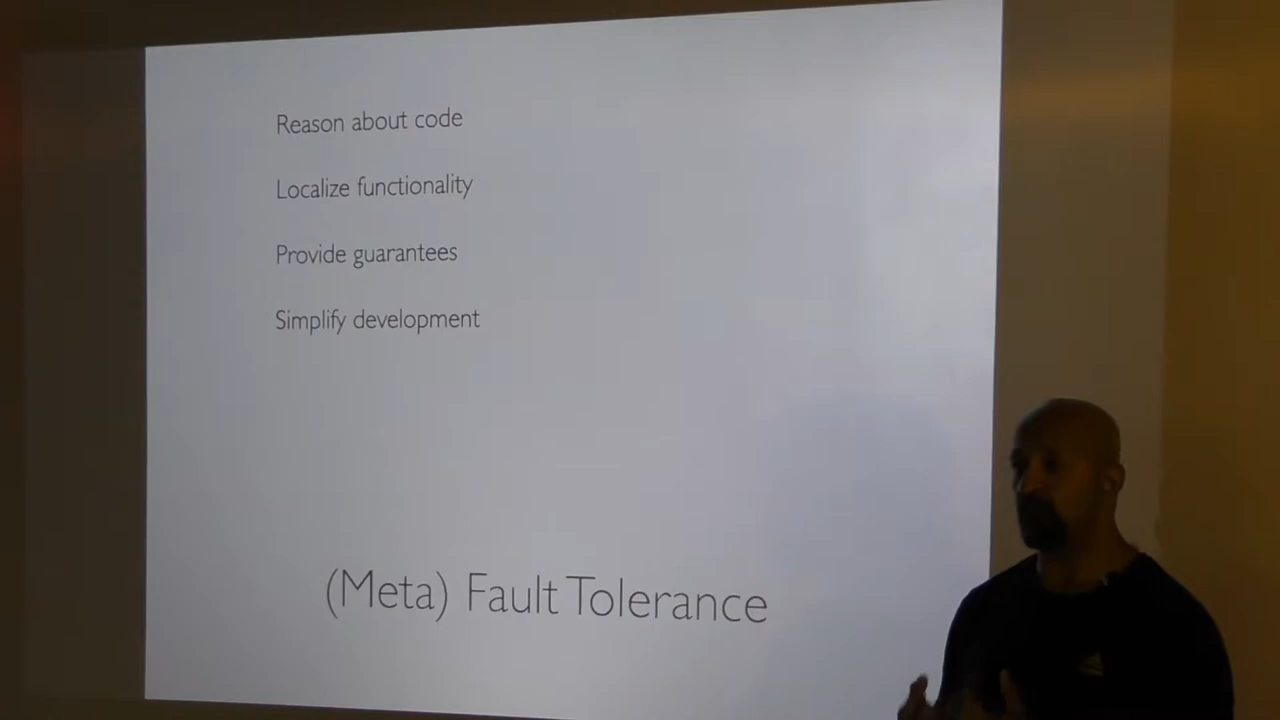 Reason about code
Localize functionality
Provide guarantees
Simplify development
(Meta) Fault Tolerance